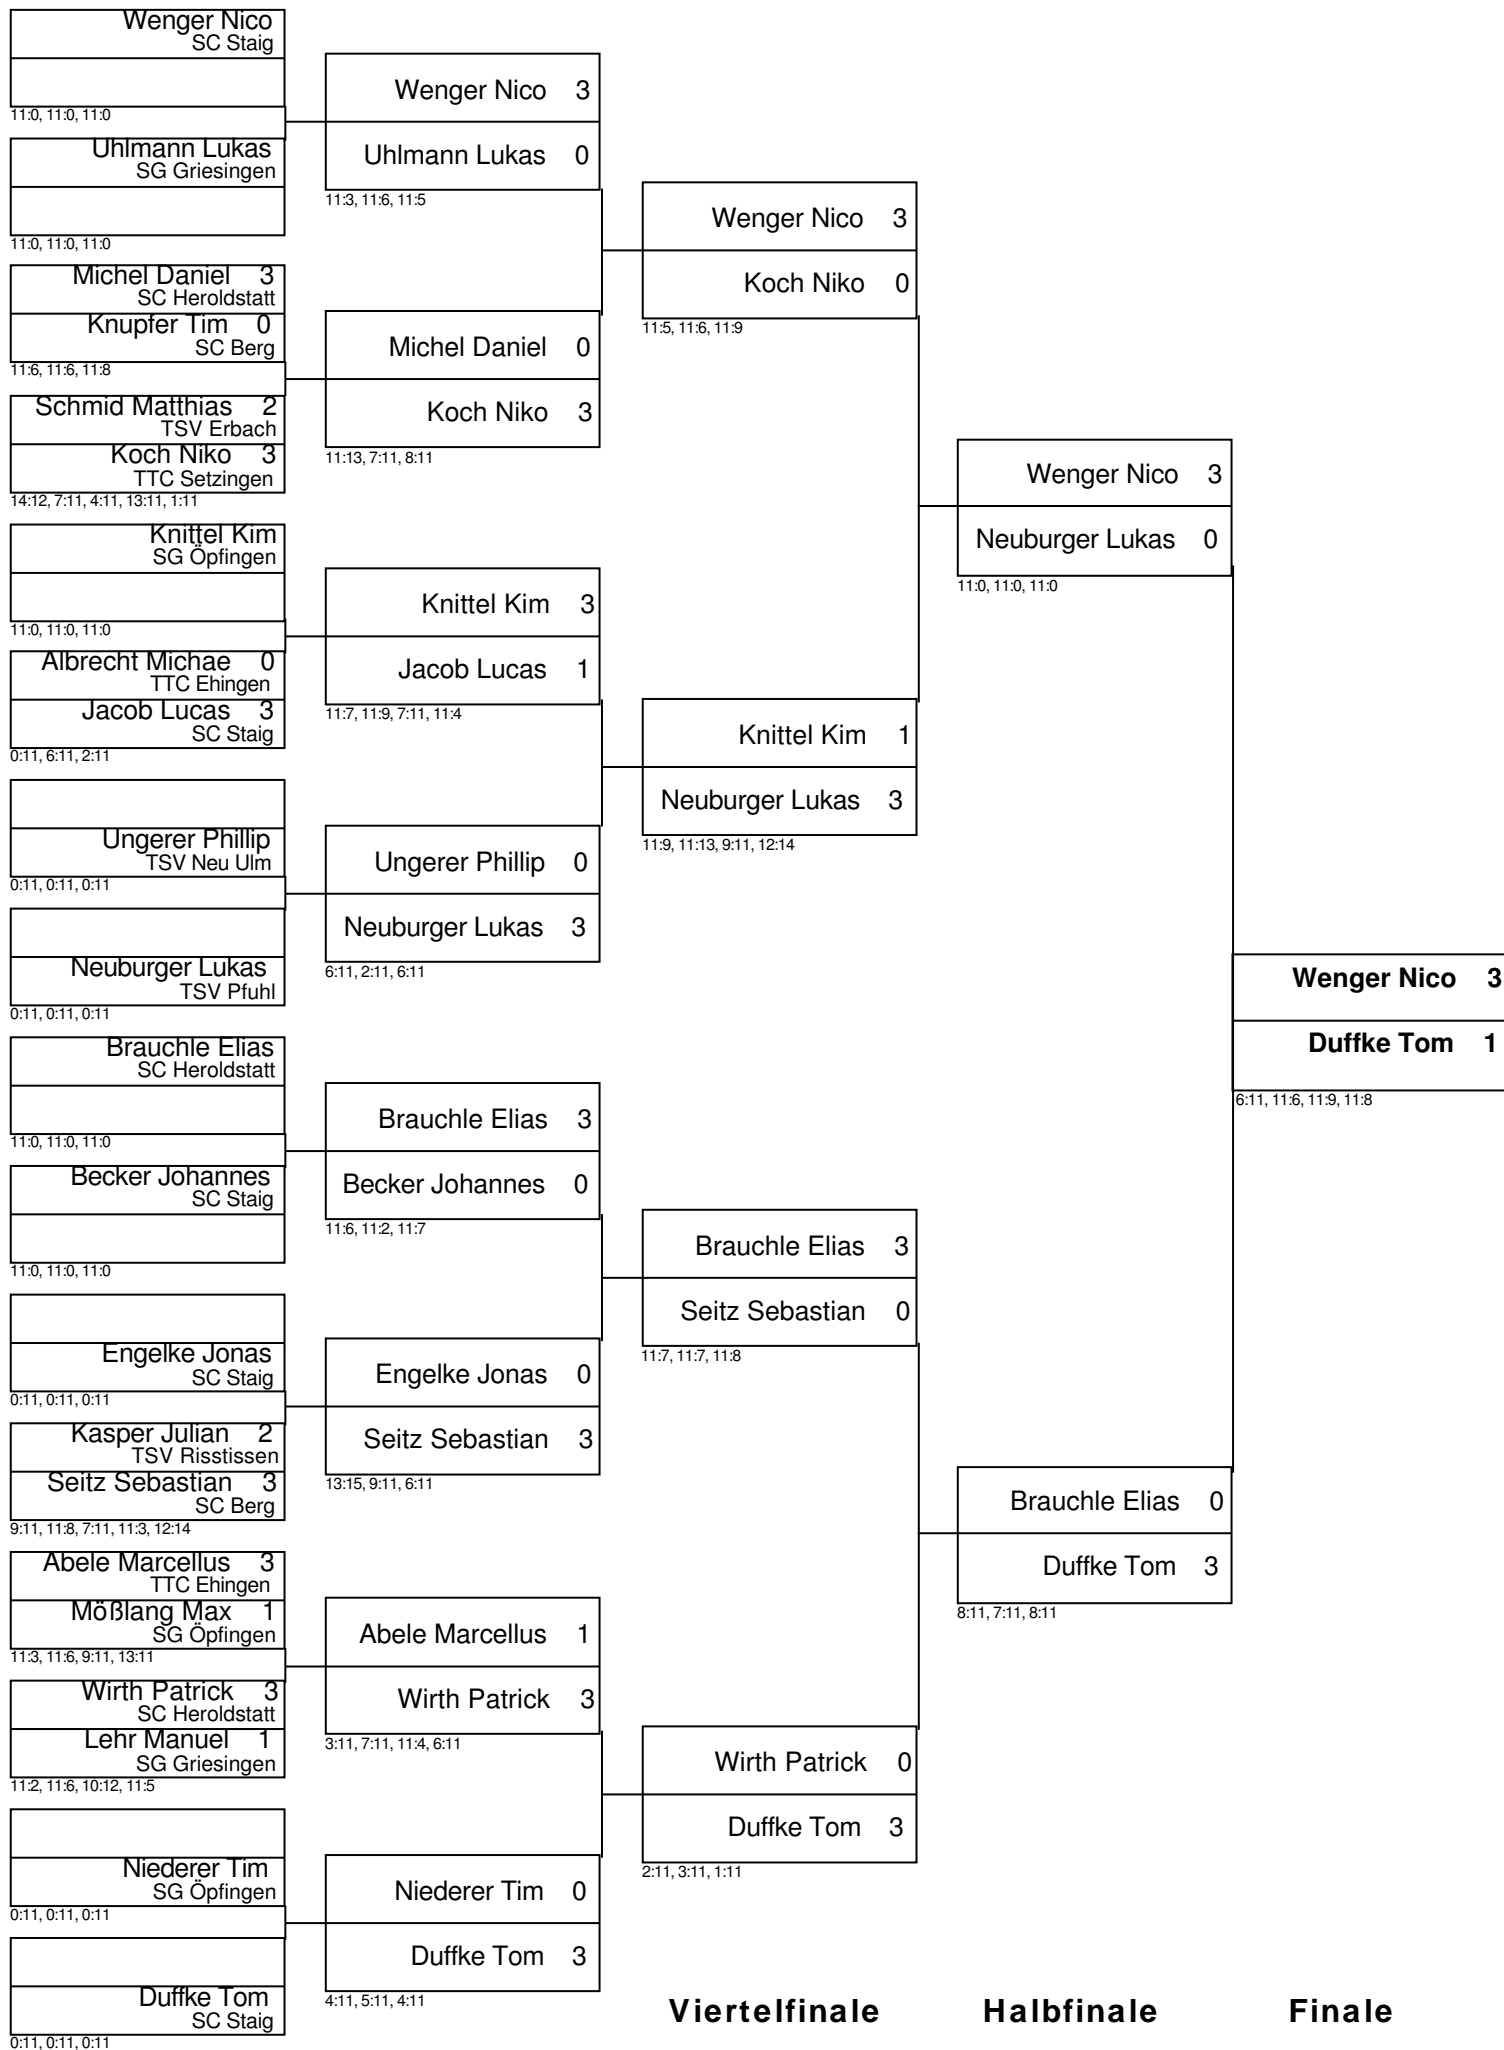 Wenger Nico
SC Staig
11:0, 11:0, 11:0
Uhlmann Lukas
SG Griesingen
11:0, 11:0, 11:0
Michel Daniel 3
SC Heroldstatt
Knupfer Tim 0
SC Berg
11:6, 11:6, 11:8
Schmid Matthias 2
TSV Erbach
Koch Niko 3
TTC Setzingen
14:12, 7:11, 4:11, 13:11, 1:11
Knittel Kim
SG Öpfingen
11:0, 11:0, 11:0
Albrecht Michae 0
TTC Ehingen
Jacob Lucas 3
SC Staig
0:11, 6:11, 2:11
Ungerer Phillip
TSV Neu Ulm
0:11, 0:11, 0:11
Neuburger Lukas
TSV Pfuhl
0:11, 0:11, 0:11
Brauchle Elias
SC Heroldstatt
11:0, 11:0, 11:0
Becker Johannes
SC Staig
11:0, 11:0, 11:0
Engelke Jonas
SC Staig
0:11, 0:11, 0:11
Kasper Julian 2
TSV Risstissen
Seitz Sebastian 3
SC Berg
9:11, 11:8, 7:11, 11:3, 12:14
Abele Marcellus 3
TTC Ehingen
Mößlang Max 1
SG Öpfingen
11:3, 11:6, 9:11, 13:11
Wirth Patrick 3
SC Heroldstatt
Lehr Manuel 1
SG Griesingen
11:2, 11:6, 10:12, 11:5
Niederer Tim
SG Öpfingen
0:11, 0:11, 0:11
Duffke Tom
SC Staig
0:11, 0:11, 0:11
Wenger Nico 3
Uhlmann Lukas 0
11:3, 11:6, 11:5
Michel Daniel 0
Koch Niko 3
11:13, 7:11, 8:11
Knittel Kim 3
Jacob Lucas 1
11:7, 11:9, 7:11, 11:4
Ungerer Phillip 0
Neuburger Lukas 3
6:11, 2:11, 6:11
Brauchle Elias 3
Becker Johannes 0
11:6, 11:2, 11:7
Engelke Jonas 0
Seitz Sebastian 3
13:15, 9:11, 6:11
Abele Marcellus 1
Wirth Patrick 3
3:11, 7:11, 11:4, 6:11
Niederer Tim 0
Duffke Tom 3
4:11, 5:11, 4:11
Wenger Nico 3
Koch Niko 0
11:5, 11:6, 11:9
Knittel Kim 1
Neuburger Lukas 3
11:9, 11:13, 9:11, 12:14
Brauchle Elias 3
Seitz Sebastian 0
11:7, 11:7, 11:8
Wirth Patrick 0
Duffke Tom 3
2:11, 3:11, 1:11
Viertelfinale
Wenger Nico 3
Neuburger Lukas 0
11:0, 11:0, 11:0
Brauchle Elias 0
Duffke Tom 3
8:11, 7:11, 8:11
Halbfinale
Wenger Nico 3
Duffke Tom 1
6:11, 11:6, 11:9, 11:8
Finale